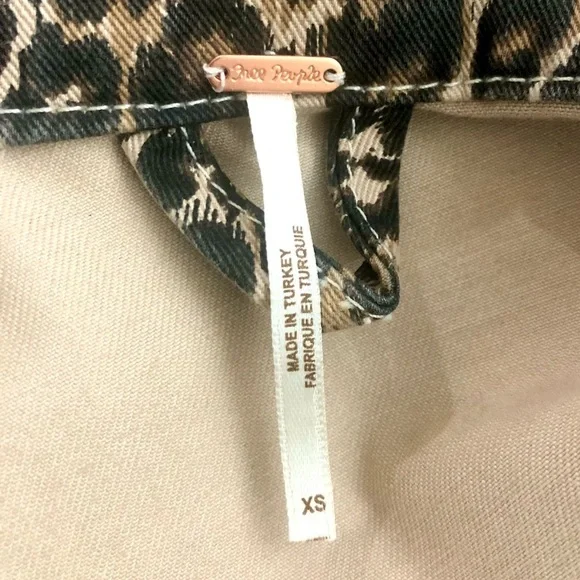 Free People
MADE IN TURKEY
FABRIQUE EN TURQUIE
XS